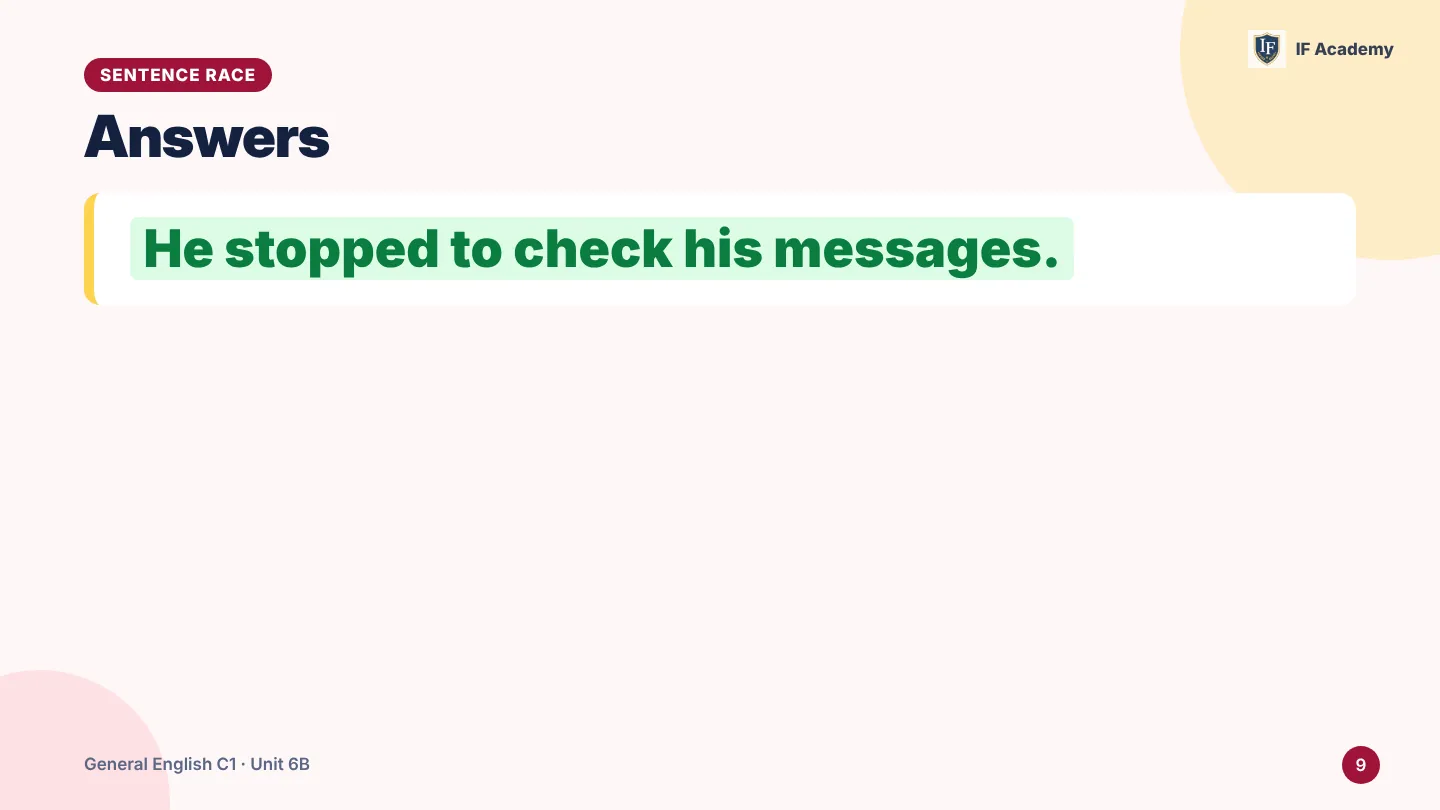 IF Academy
SENTENCE RACE
Answers
He stopped to check his messages.
General English C1 · Unit 6B
9